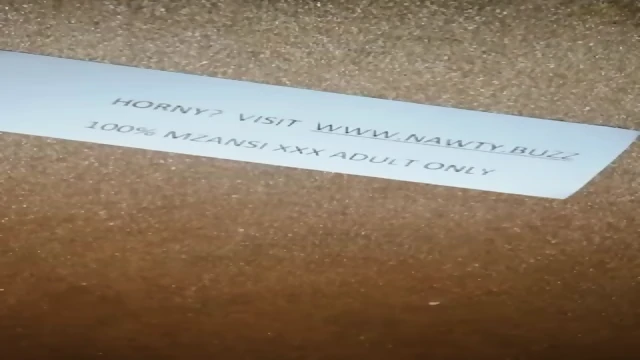 HORNY? VISIT WWW.NAWTY.BUZZ
100% MZANSI XXX ADULT ONLY